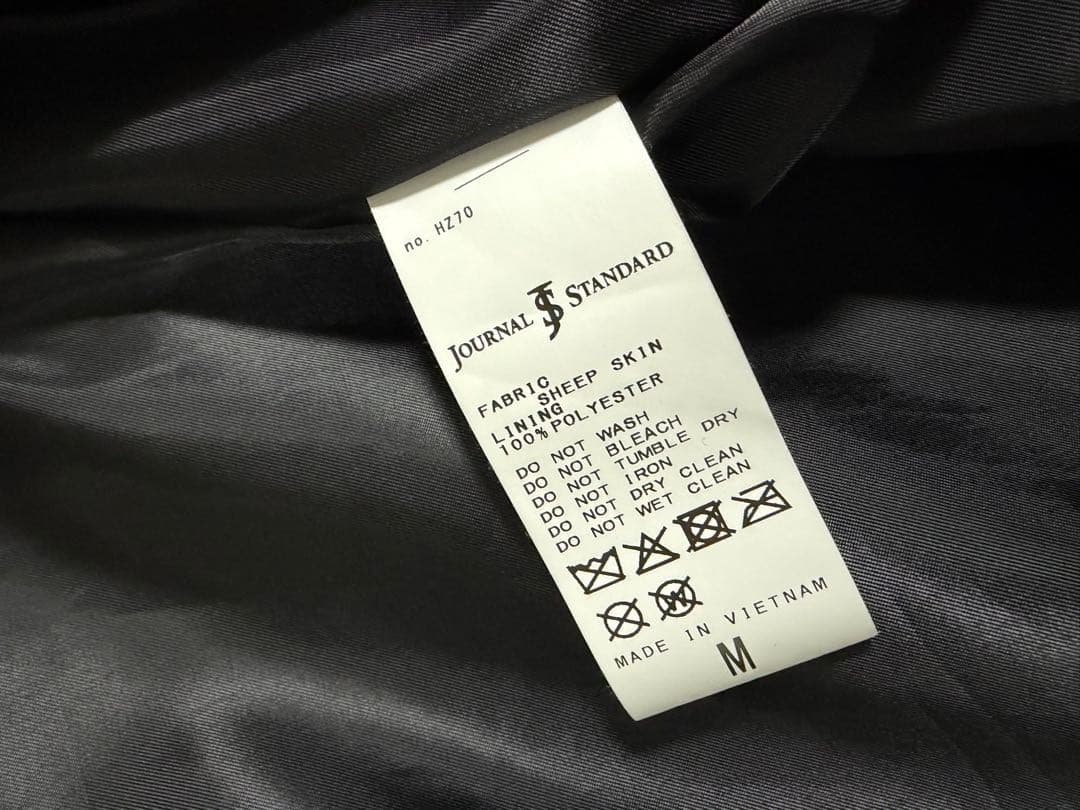 no. HZ70
JOURNAL JS STANDARD
FABRIC
SHEEP SKIN
LINING
100%POLYESTER
DO NOT WASH
DO NOT BLEACH
DO NOT TUMBLE DRY
DO NOT IRON
DO NOT DRY CLEAN
DO NOT WET CLEAN
W
MADE IN VIETNAM
M